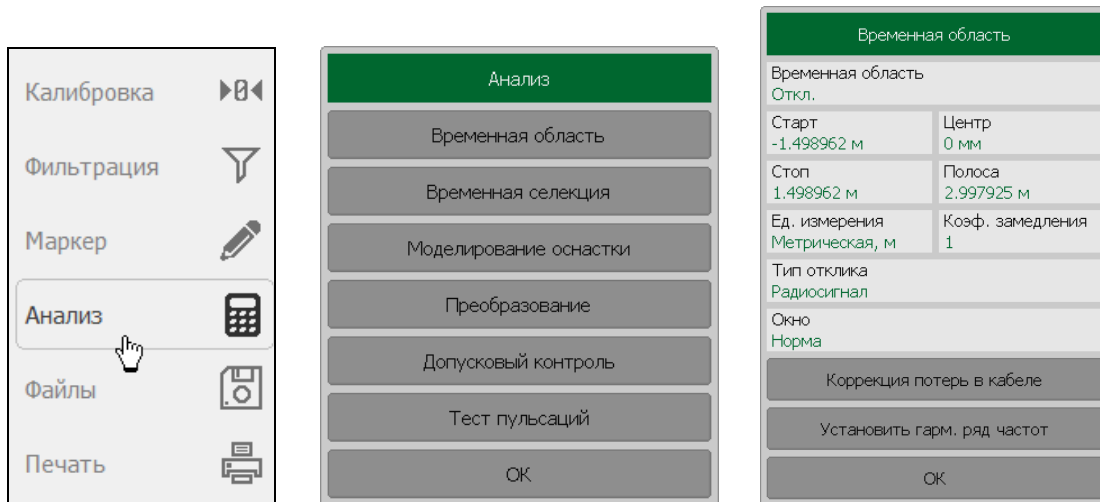 Калибровка
Фильтрация
Маркер
Анализ
Файлы
Печать
Анализ
Временная область
Временная селекция
Моделирование оснастки
Преобразование
Допусковый контроль
Тест пульсаций
ОК
Временная область
Временная область
Откл.
Старт Центр
-1.498962 м 0 мм
Стоп Полоса
1.498962 м 2.997925 м
Ед. измерения Коэф. замедления
Метрическая, м 1
Тип отклика
Радиосигнал
Окно
Норма
Коррекция потерь в кабеле
Установить гарм. ряд частот
ОК